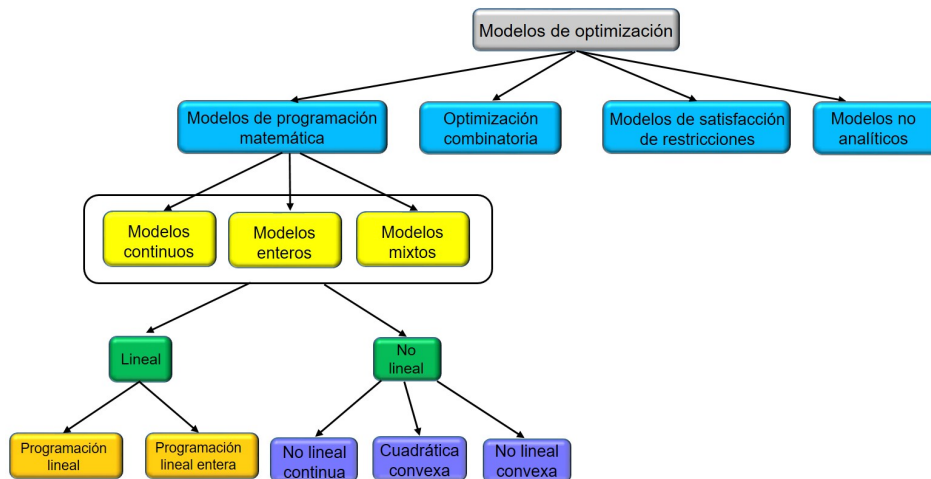 Modelos de optimización
Modelos de programación
matemática
Optimización
combinatoria
Modelos de satisfacción
de restricciones
Modelos no
analíticos
Modelos
continuos
Modelos
enteros
Modelos
mixtos
Lineal
No
lineal
Programación
lineal
Programación
lineal entera
No lineal
continua
Cuadrática
convexa
No lineal
convexa